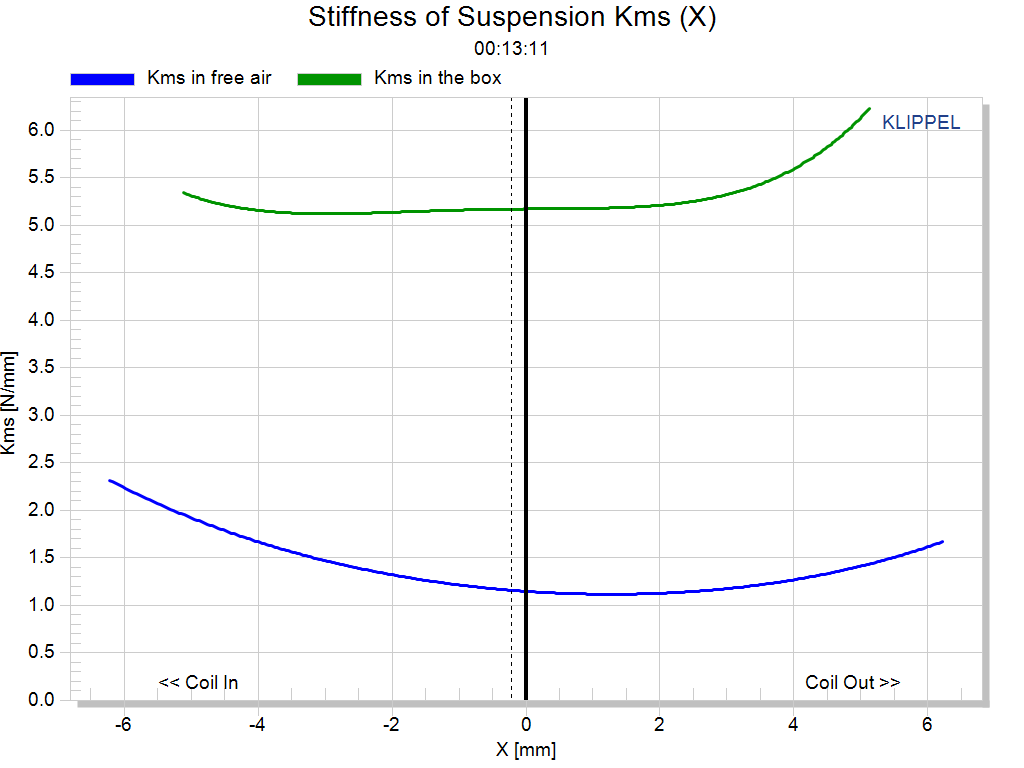 Stiffness of Suspension Kms (X)
00:13:11
Kms in free air
Kms in the box
KLIPPEL
6.0
5.5
5.0
4.5
4.0
3.5
3.0
2.5
2.0
1.5
1.0
0.5
0.0
Kms [N/mm]
<< Coil In
Coil Out >>
-6 -4 -2 0 2 4 6
X [mm]